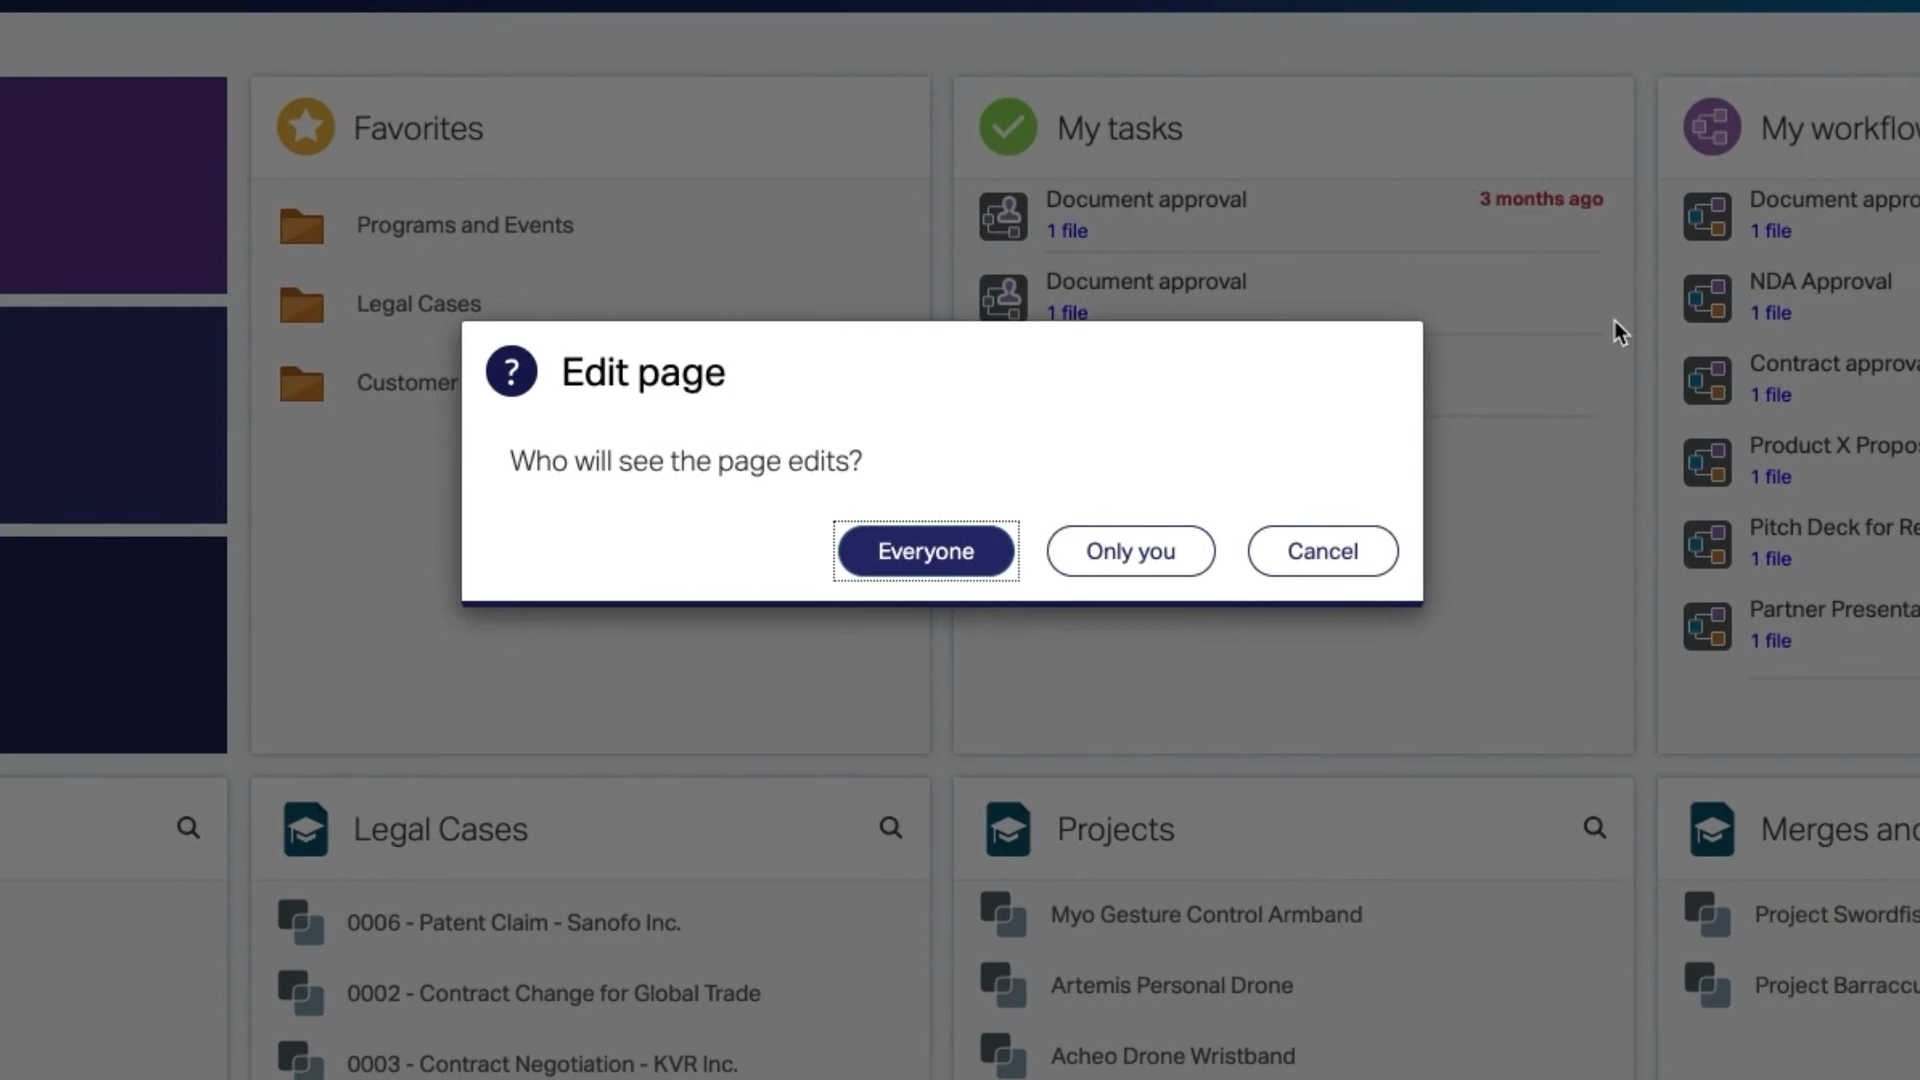 Favorites
Programs and Events
Legal Cases
Customer
My tasks
Document approval
3 months ago
1 file
Document approval
1 file
My workflow
Document appro
1 file
NDA Approval
1 file
Contract approva
1 file
Product X Propos
1 file
Pitch Deck for Re
1 file
Partner Presenta
1 file
?
Edit page
Who will see the page edits?
Everyone
Only you
Cancel
Legal Cases
0006 - Patent Claim - Sanofo Inc.
0002 - Contract Change for Global Trade
0003 - Contract Negotiation - KVR Inc.
Projects
Myo Gesture Control Armband
Artemis Personal Drone
Acheo Drone Wristband
Merges and
Project Swordfis
Project Barraccu